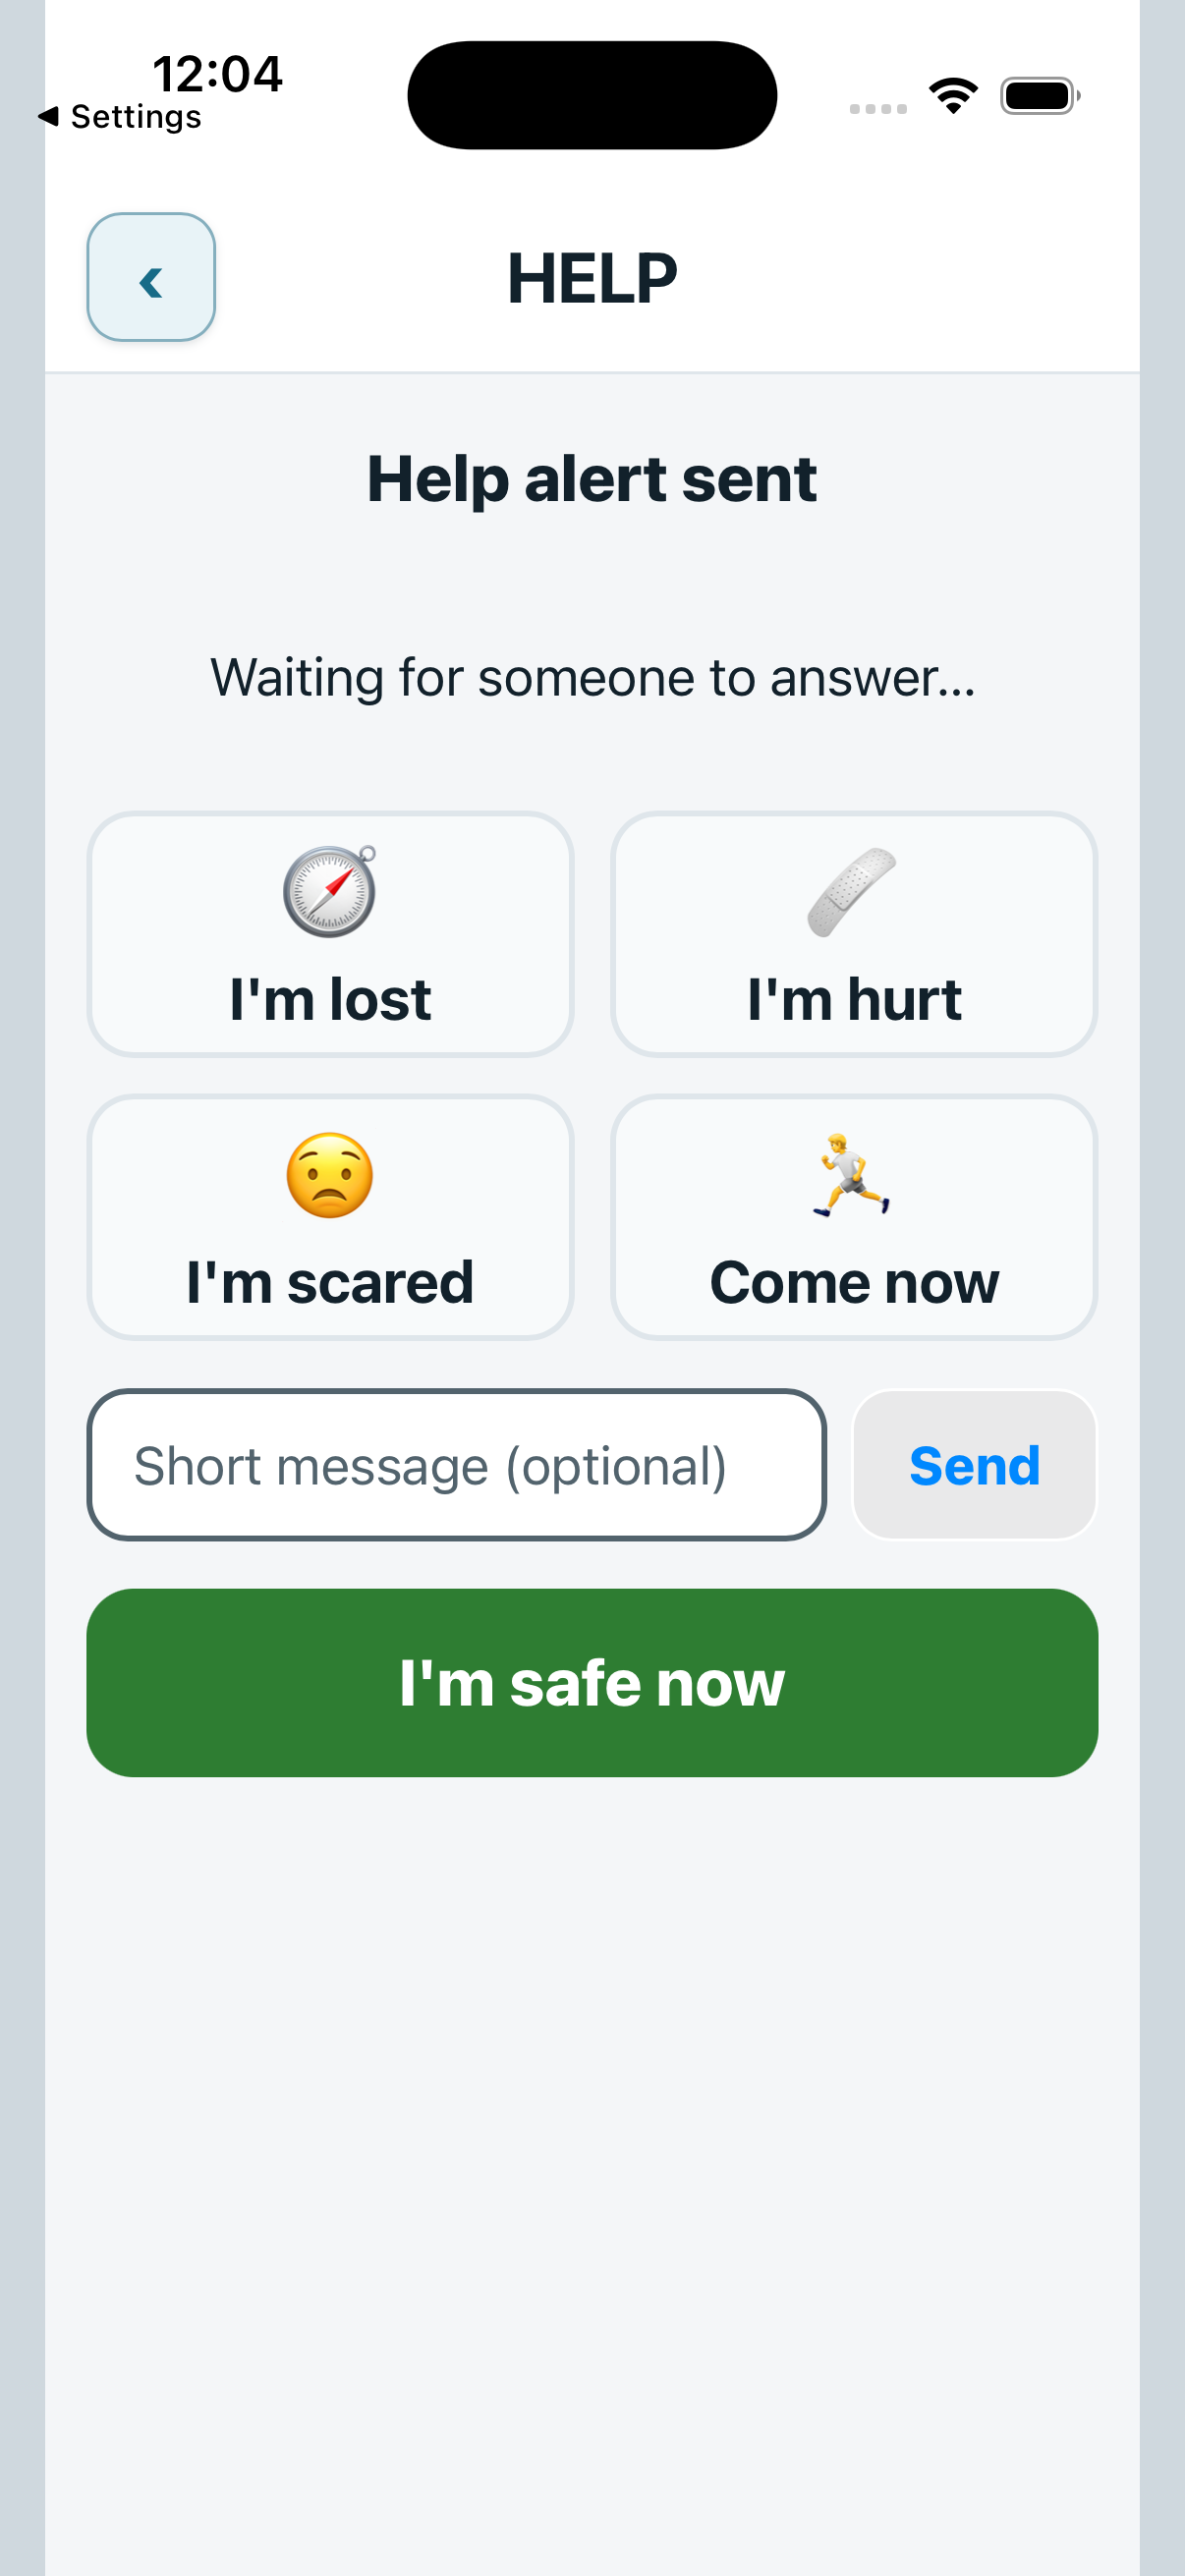 12:04
Settings
HELP
Help alert sent
Waiting for someone to answer...
I'm lost
I'm hurt
I'm scared
Come now
Short message (optional)
Send
I'm safe now